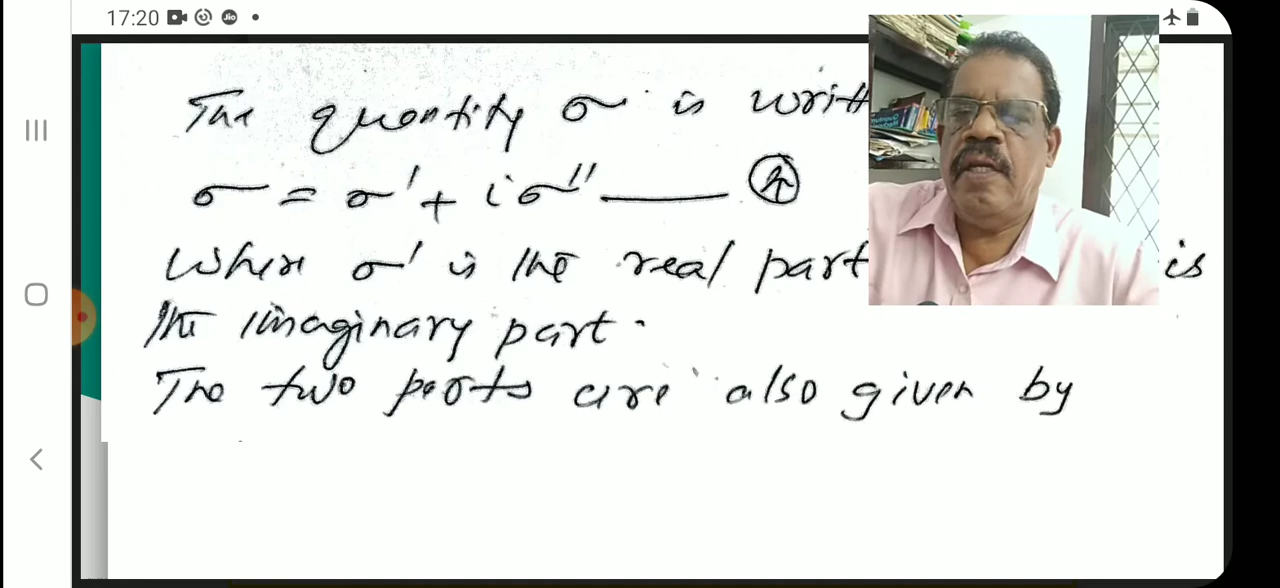 17:20
The quantity σ is writt
σ = σ' + iσ" ——— Ⓐ
Where σ' is the real part is
the imaginary part.
The two parts are also given by